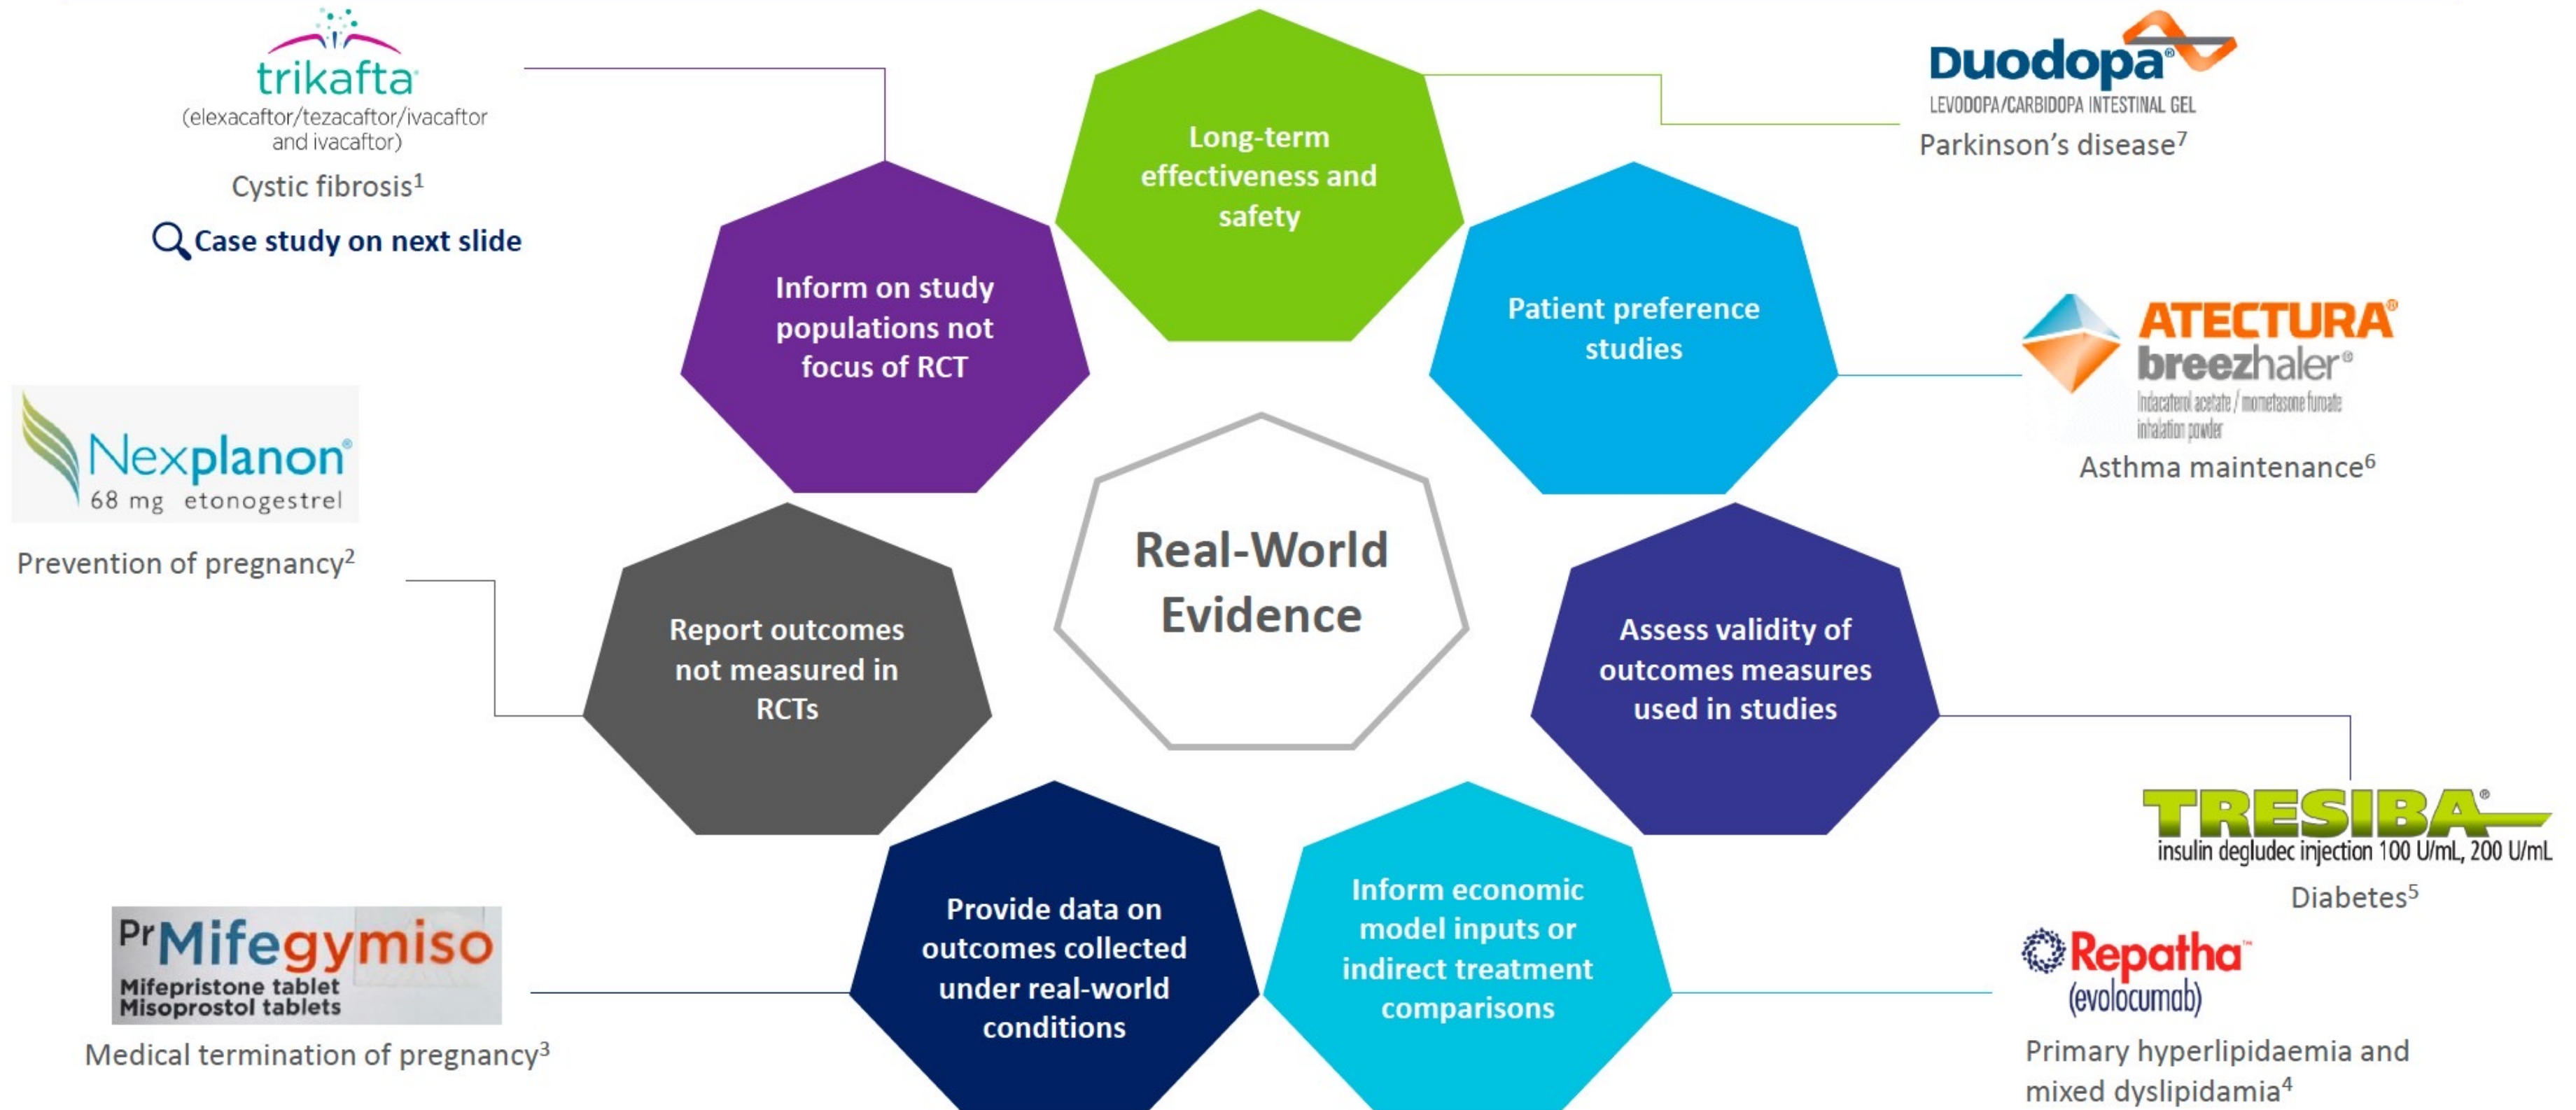 trikafta
(elexacaftor/tezacaftor/ivacaftor
and ivacaftor)
Cystic fibrosis¹
Case study on next slide
Nexplanon®
68 mg etonogestrel
Prevention of pregnancy²
PrMifegymiso
Mifepristone tablet
Misoprostol tablets
Medical termination of pregnancy³
Long-term
effectiveness and
safety
Inform on study
populations not
focus of RCT
Patient preference
studies
Real-World
Evidence
Report outcomes
not measured in
RCTs
Assess validity of
outcomes measures
used in studies
Provide data on
outcomes collected
under real-world
conditions
Inform economic
model inputs or
indirect treatment
comparisons
Duodopa®
LEVODOPA/CARBIDOPA INTESTINAL GEL
Parkinson's disease⁷
ATECTURA®
breezhaler®
Indacaterol acetate / mometasone furoate
inhalation powder
Asthma maintenance⁶
TRESIBA®
insulin degludec injection 100 U/mL, 200 U/mL
Diabetes⁵
Repatha™
(evolocumab)
Primary hyperlipidaemia and
mixed dyslipidamia⁴